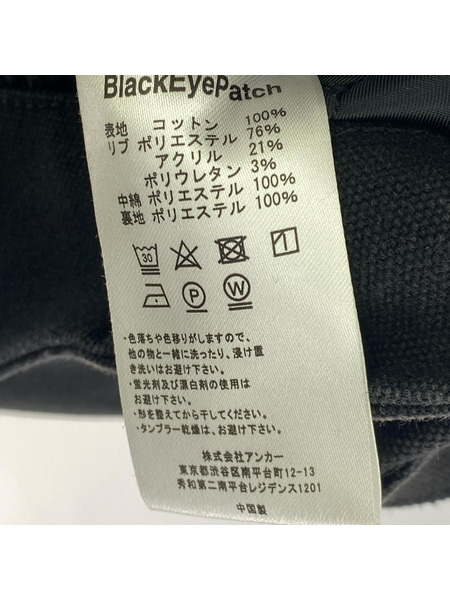 BlackEyePatch
表地 コットン 100%
リブ ポリエステル 76%
アクリル 21%
ポリウレタン 3%
中綿 ポリエステル 100%
裏地 ポリエステル 100%
30
P W
・色落ちや色移りがしますので、
他の物と一緒に洗ったり、浸け置
き洗いはお避け下さい。
・蛍光剤及び漂白剤の使用は
お避け下さい。
・形を整えてから干してください。
・タンブラー乾燥は、お避け下さい。
株式会社アンカー
東京都渋谷区南平台町12-13
秀和第二南平台レジデンス1201
中国製